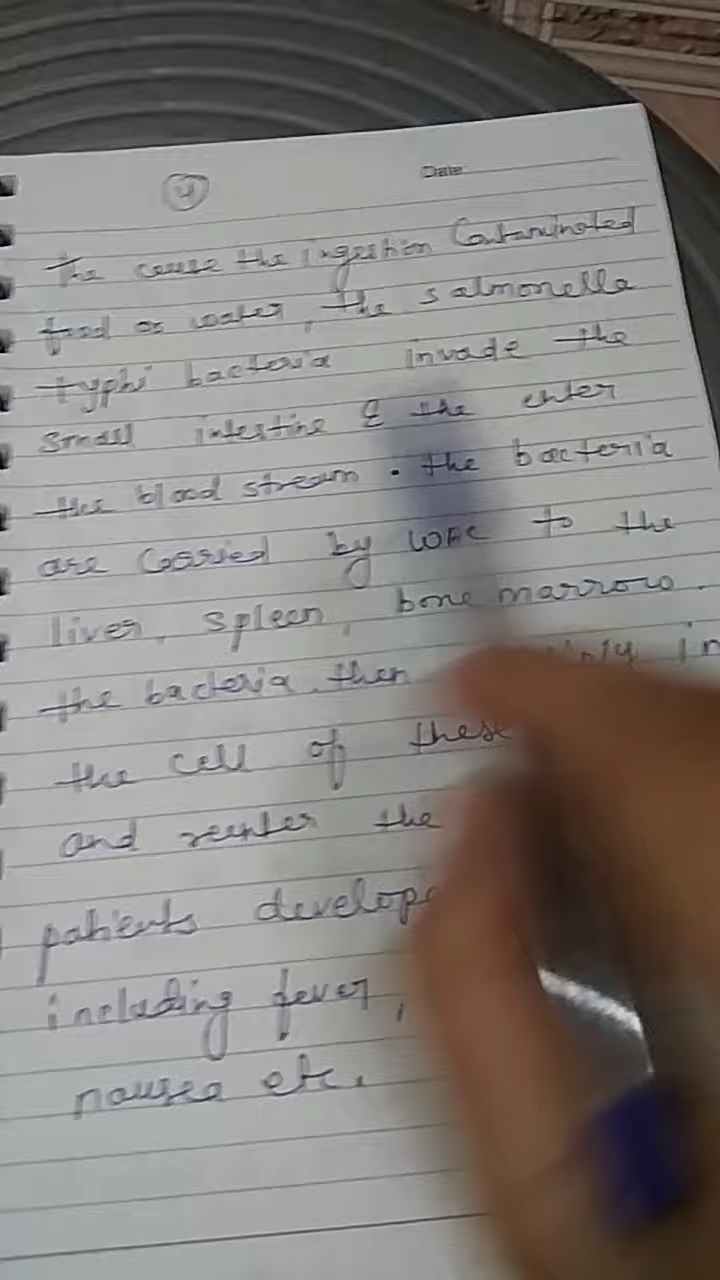 4
Date
The cause the ingestion Contaminated
food or water, the salmonella
typhi bacteria invade the
small intestine & the enter
the blood stream. the bacteria
are Carried by WBC to the
liver, spleen, bone marrow.
the bacteria then in
the cell of these
and reenter the
patients develop
including fever,
nausea etc.